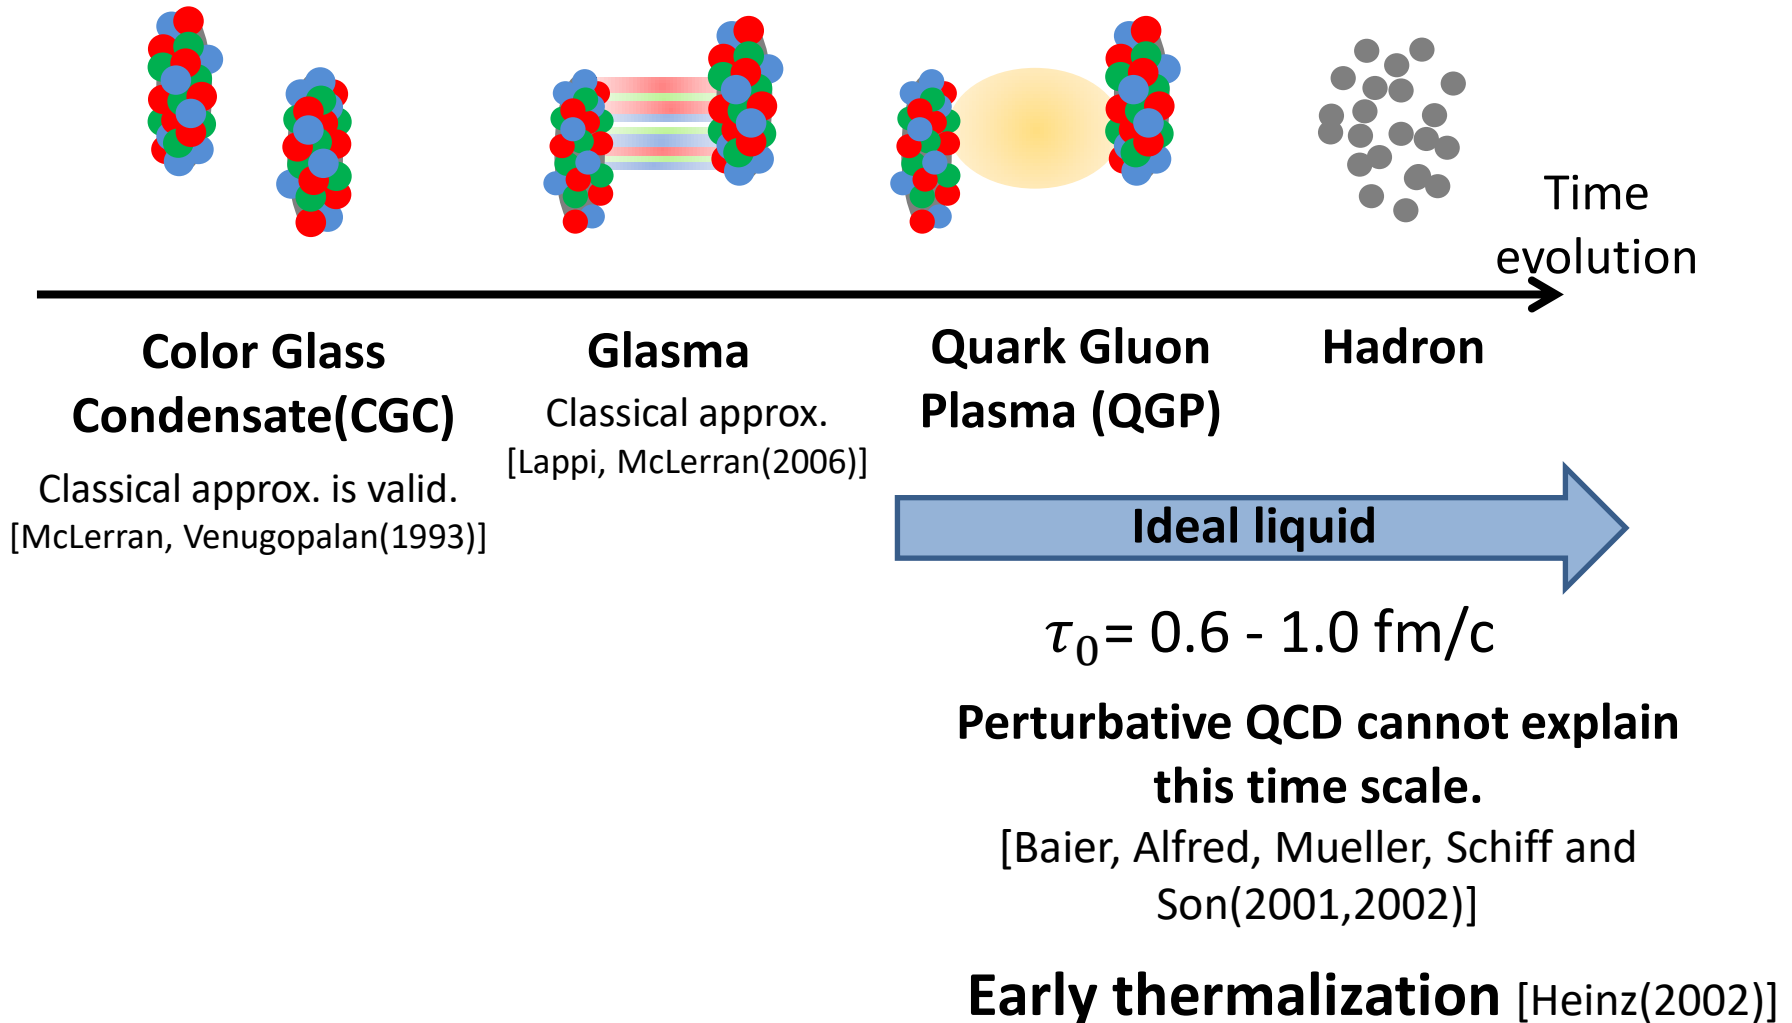 Time
evolution
Color Glass
Condensate(CGC)
Classical approx. is valid.
[McLerran, Venugopalan(1993)]
Glasma
Classical approx.
[Lappi, McLerran(2006)]
Quark Gluon
Plasma (QGP)
Hadron
Ideal liquid
τ₀= 0.6 - 1.0 fm/c
Perturbative QCD cannot explain
this time scale.
[Baier, Alfred, Mueller, Schiff and
Son(2001,2002)]
Early thermalization [Heinz(2002)]